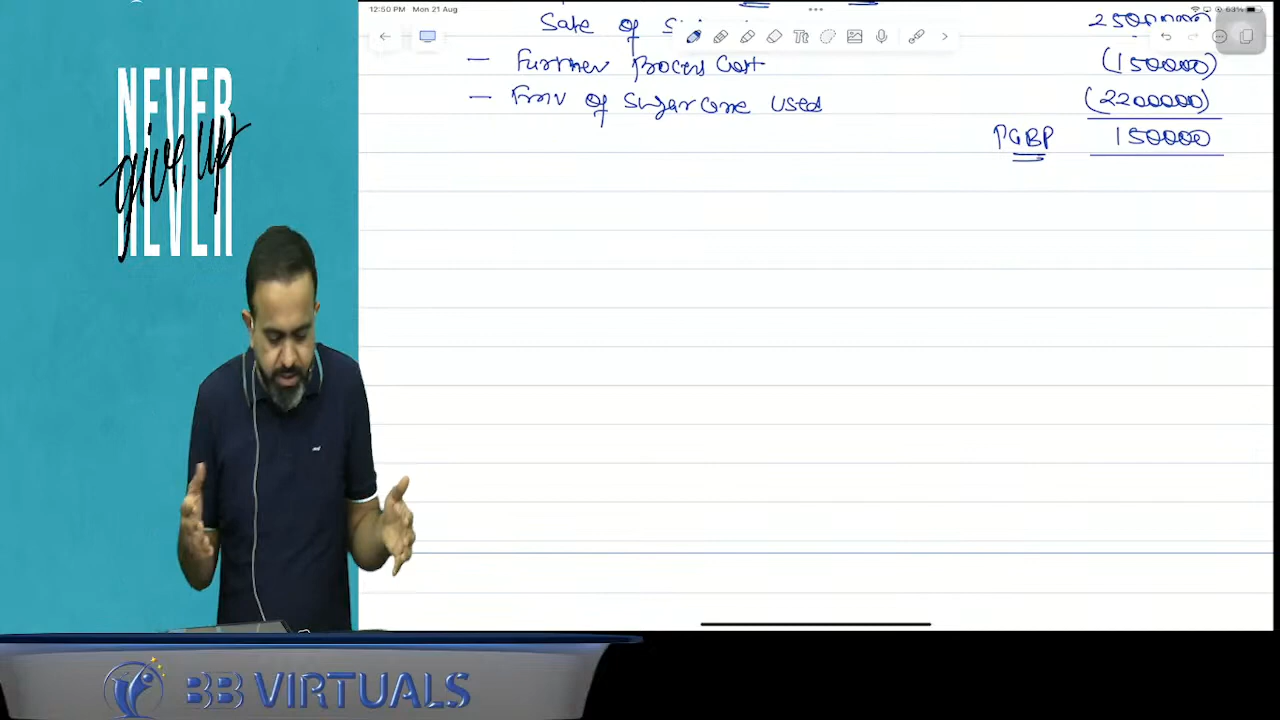 12:50 PM Mon 21 Aug
63%
Sale of
2500000
NEVER
give up
NEVER
- Further Process Cost (150000)
- FMV of Sugarcane Used (2200000)
PGBP 150000
BB VIRTUALS